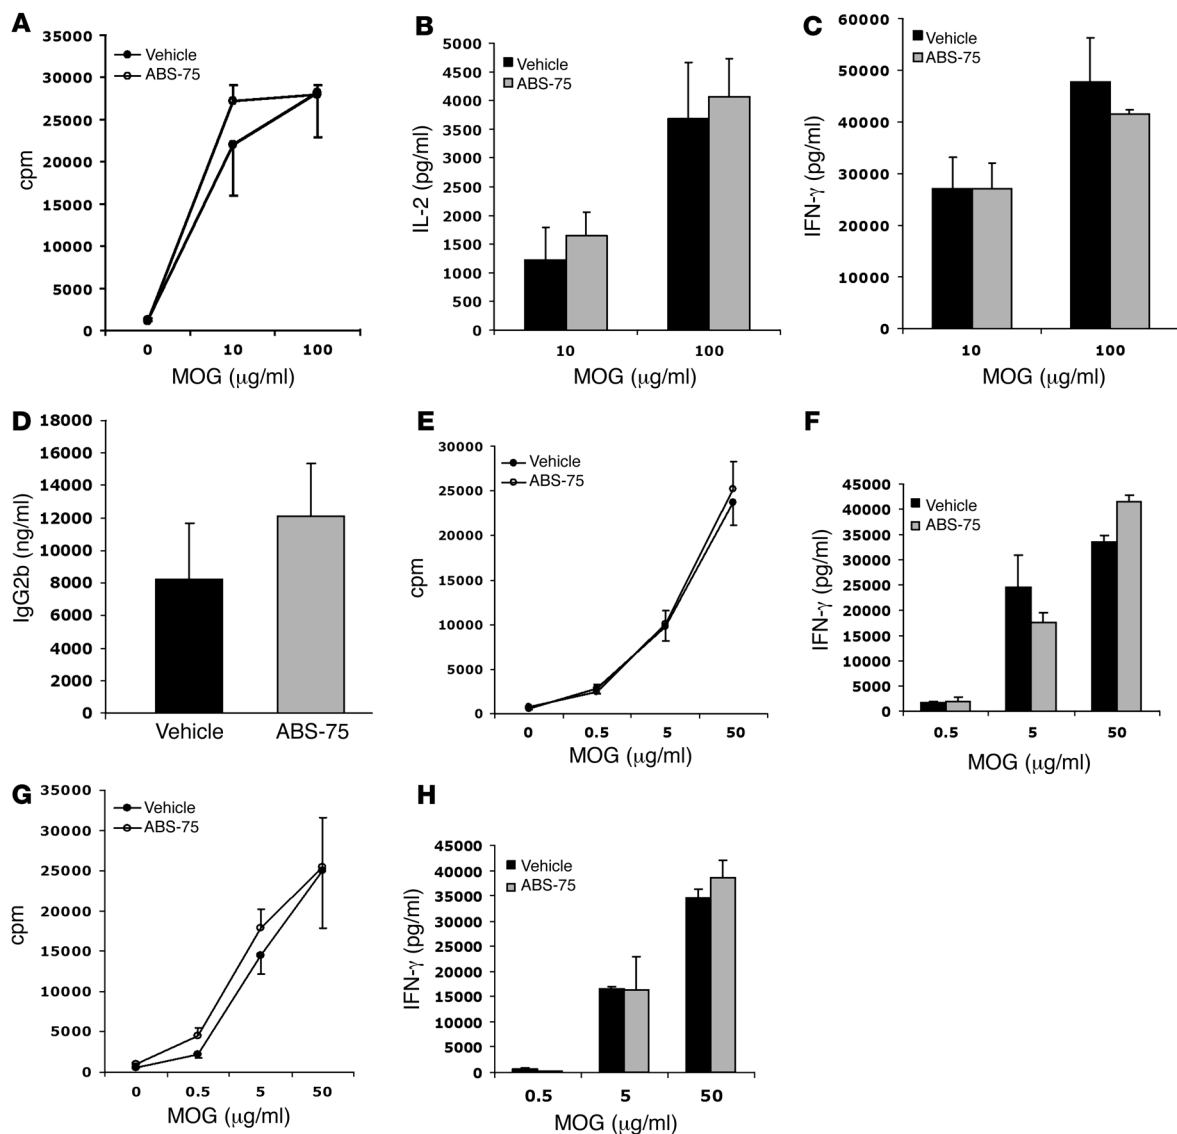 A
35000
30000
25000
20000
15000
10000
5000
0
cpm
Vehicle
ABS-75
0 10 100
MOG (µg/ml)
B
5000
4500
4000
3500
3000
2500
2000
1500
1000
500
0
IL-2 (pg/ml)
Vehicle
ABS-75
10 100
MOG (µg/ml)
C
60000
50000
40000
30000
20000
10000
0
IFN-γ (pg/ml)
Vehicle
ABS-75
10 100
MOG (µg/ml)
D
18000
16000
14000
12000
10000
8000
6000
4000
2000
0
IgG2b (ng/ml)
Vehicle ABS-75
E
30000
25000
20000
15000
10000
5000
0
cpm
Vehicle
ABS-75
0 0.5 5 50
MOG (µg/ml)
F
45000
40000
35000
30000
25000
20000
15000
10000
5000
0
IFN-γ (pg/ml)
Vehicle
ABS-75
0.5 5 50
MOG (µg/ml)
G
35000
30000
25000
20000
15000
10000
5000
0
cpm
Vehicle
ABS-75
0 0.5 5 50
MOG (µg/ml)
H
45000
40000
35000
30000
25000
20000
15000
10000
5000
0
IFN-γ (pg/ml)
Vehicle
ABS-75
0.5 5 50
MOG (µg/ml)